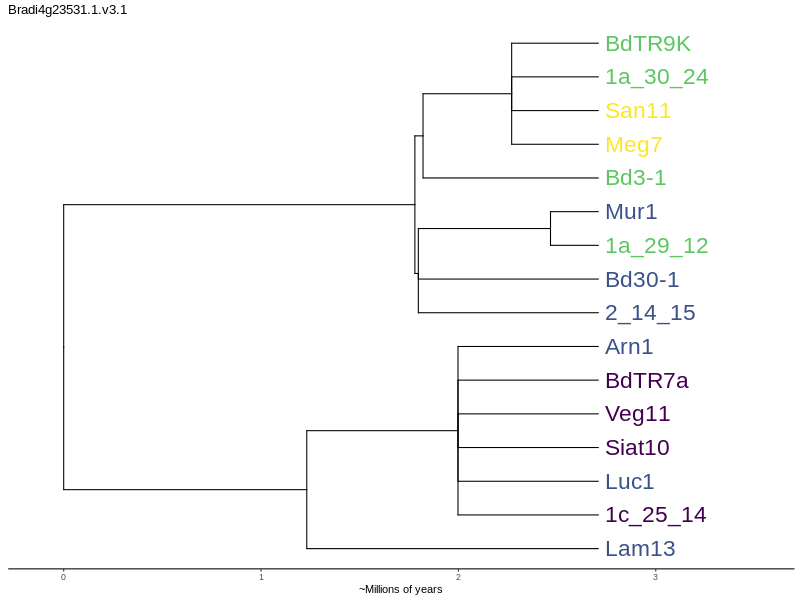 Bradi4g23531.1.v3.1
BdTR9K
1a_30_24
San11
Meg7
Bd3-1
Mur1
1a_29_12
Bd30-1
2_14_15
Arn1
BdTR7a
Veg11
Siat10
Luc1
1c_25_14
Lam13
0 1 2 3
~Millions of years